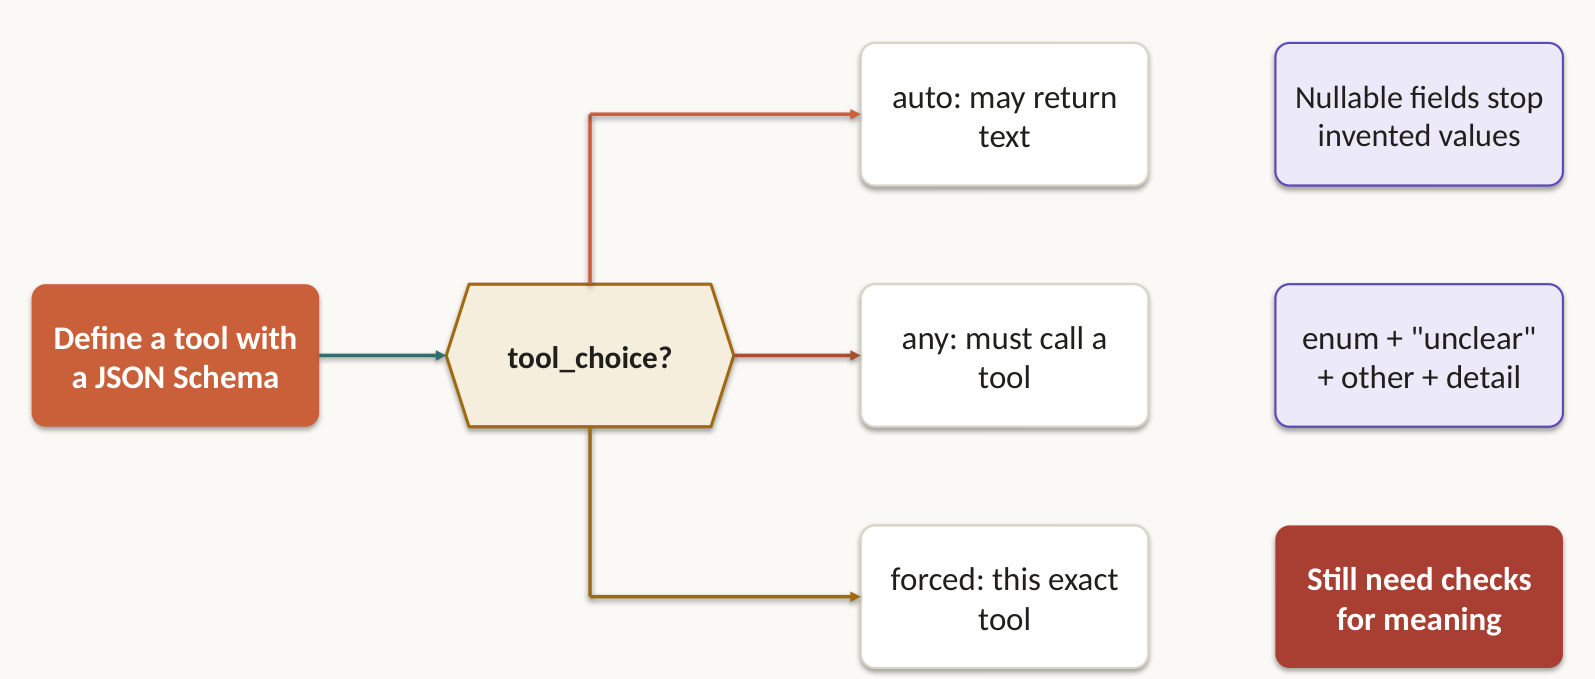 Define a tool with
a JSON Schema
tool_choice?
auto: may return
text
any: must call a
tool
forced: this exact
tool
Nullable fields stop
invented values
enum + "unclear"
+ other + detail
Still need checks
for meaning